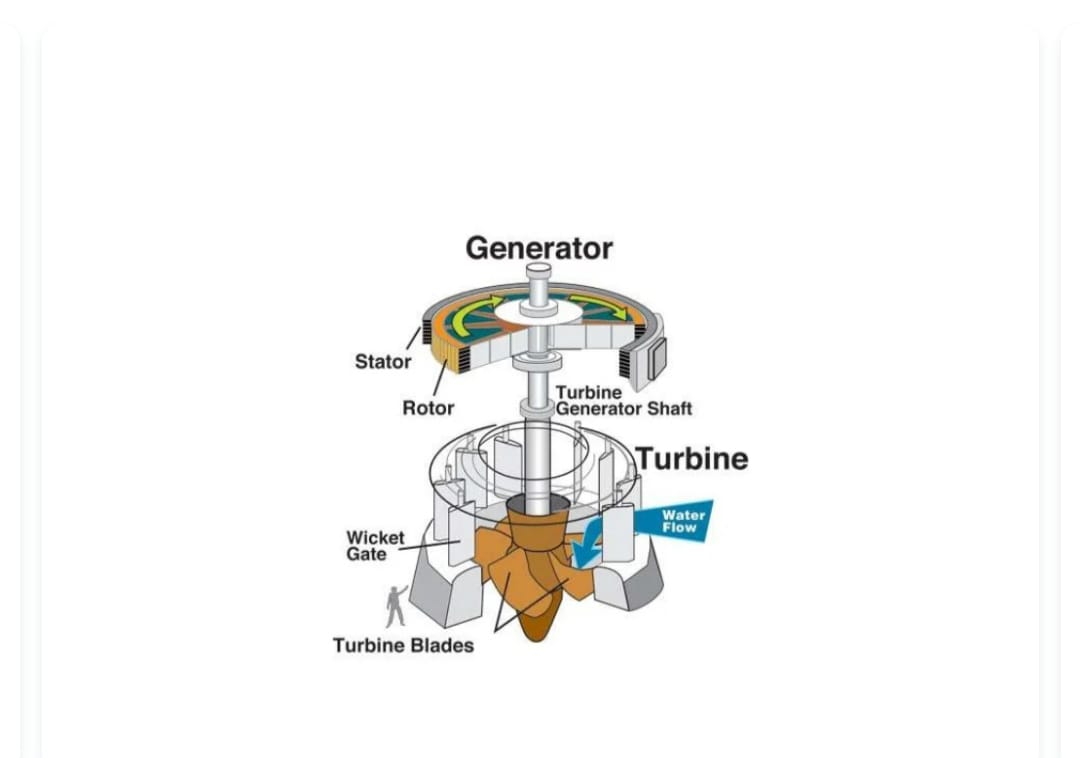 Generator
Stator
Rotor
Turbine
Generator Shaft
Turbine
Water
Flow
Wicket
Gate
Turbine Blades